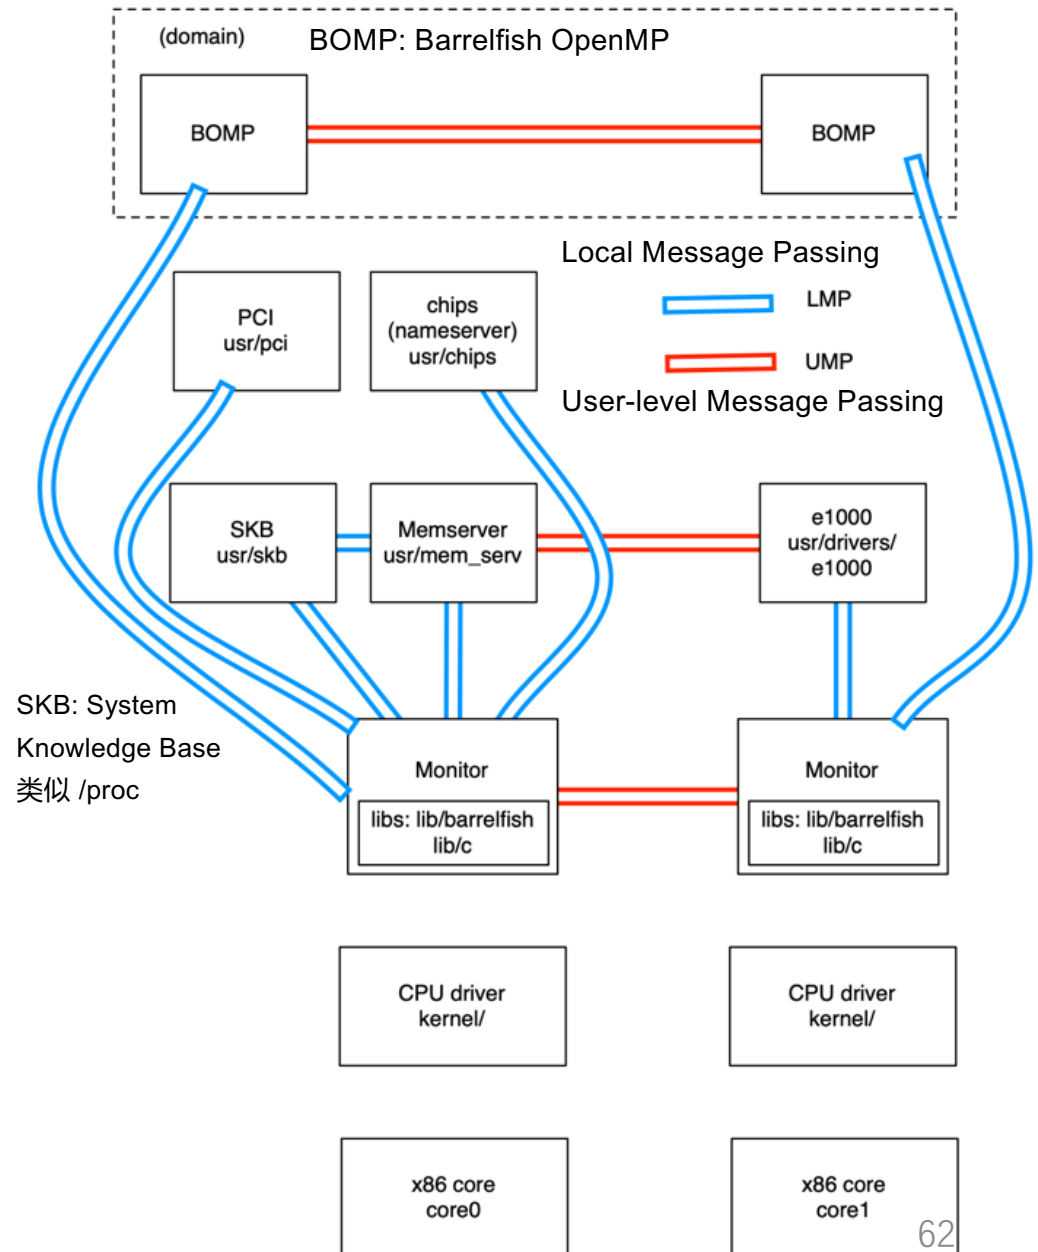 (domain)
BOMP: Barrelfish OpenMP
BOMP
BOMP
Local Message Passing
LMP
UMP
User-level Message Passing
PCI
usr/pci
chips
(nameserver)
usr/chips
SKB
usr/skb
Memserver
usr/mem_serv
e1000
usr/drivers/
e1000
SKB: System
Knowledge Base
类似 /proc
Monitor
libs: lib/barrelfish
lib/c
Monitor
libs: lib/barrelfish
lib/c
CPU driver
kernel/
CPU driver
kernel/
x86 core
core0
x86 core
core1
62